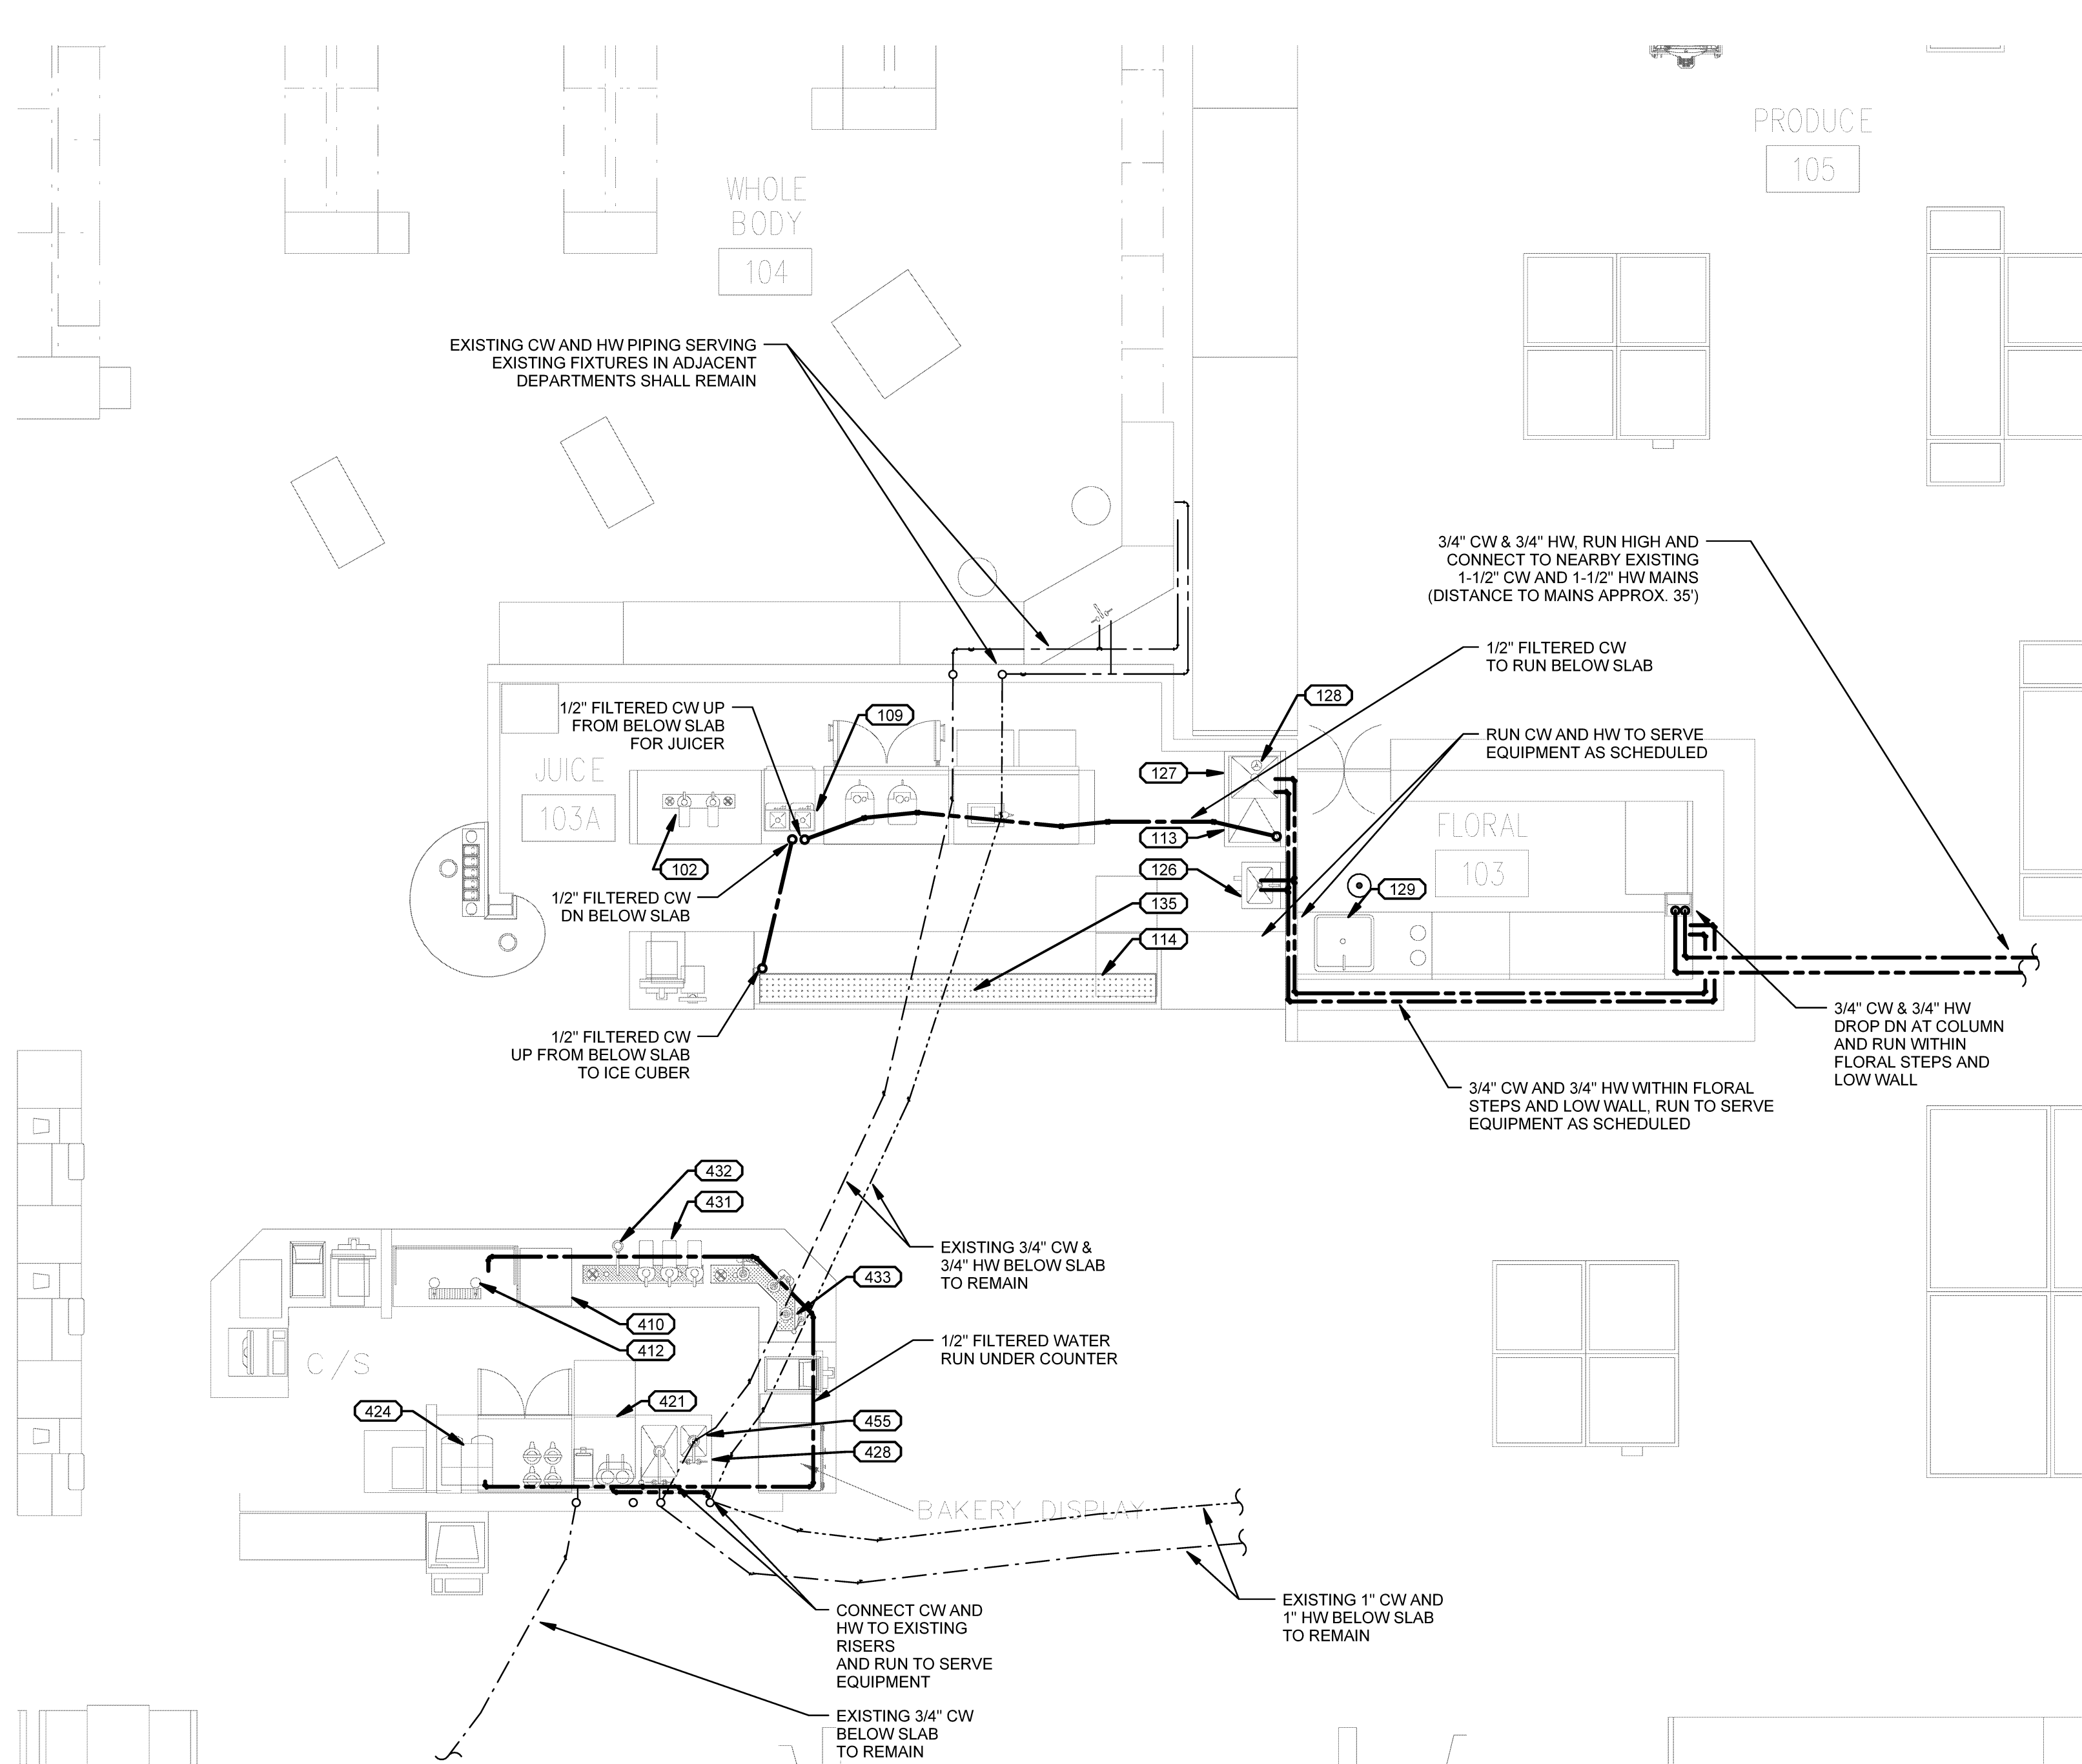 PRODUCE
105
WHOLE
BODY
104
EXISTING CW AND HW PIPING SERVING
EXISTING FIXTURES IN ADJACENT
DEPARTMENTS SHALL REMAIN
3/4" CW & 3/4" HW, RUN HIGH AND
CONNECT TO NEARBY EXISTING
1-1/2" CW AND 1-1/2" HW MAINS
(DISTANCE TO MAINS APPROX. 35')
1/2" FILTERED CW
TO RUN BELOW SLAB
128
1/2" FILTERED CW UP
FROM BELOW SLAB
FOR JUICER
109
RUN CW AND HW TO SERVE
EQUIPMENT AS SCHEDULED
JUICE
103A
127
113
FLORAL
103
102
126
129
1/2" FILTERED CW
DN BELOW SLAB
135
114
1/2" FILTERED CW
UP FROM BELOW SLAB
TO ICE CUBER
3/4" CW & 3/4" HW
DROP DN AT COLUMN
AND RUN WITHIN
FLORAL STEPS AND
LOW WALL
3/4" CW AND 3/4" HW WITHIN FLORAL
STEPS AND LOW WALL, RUN TO SERVE
EQUIPMENT AS SCHEDULED
432
431
EXISTING 3/4" CW &
3/4" HW BELOW SLAB
TO REMAIN
433
410
412
C/S
1/2" FILTERED WATER
RUN UNDER COUNTER
424
421
455
428
BAKERY DISPLAY
CONNECT CW AND
HW TO EXISTING
RISERS
AND RUN TO SERVE
EQUIPMENT
EXISTING 1" CW AND
1" HW BELOW SLAB
TO REMAIN
EXISTING 3/4" CW
BELOW SLAB
TO REMAIN